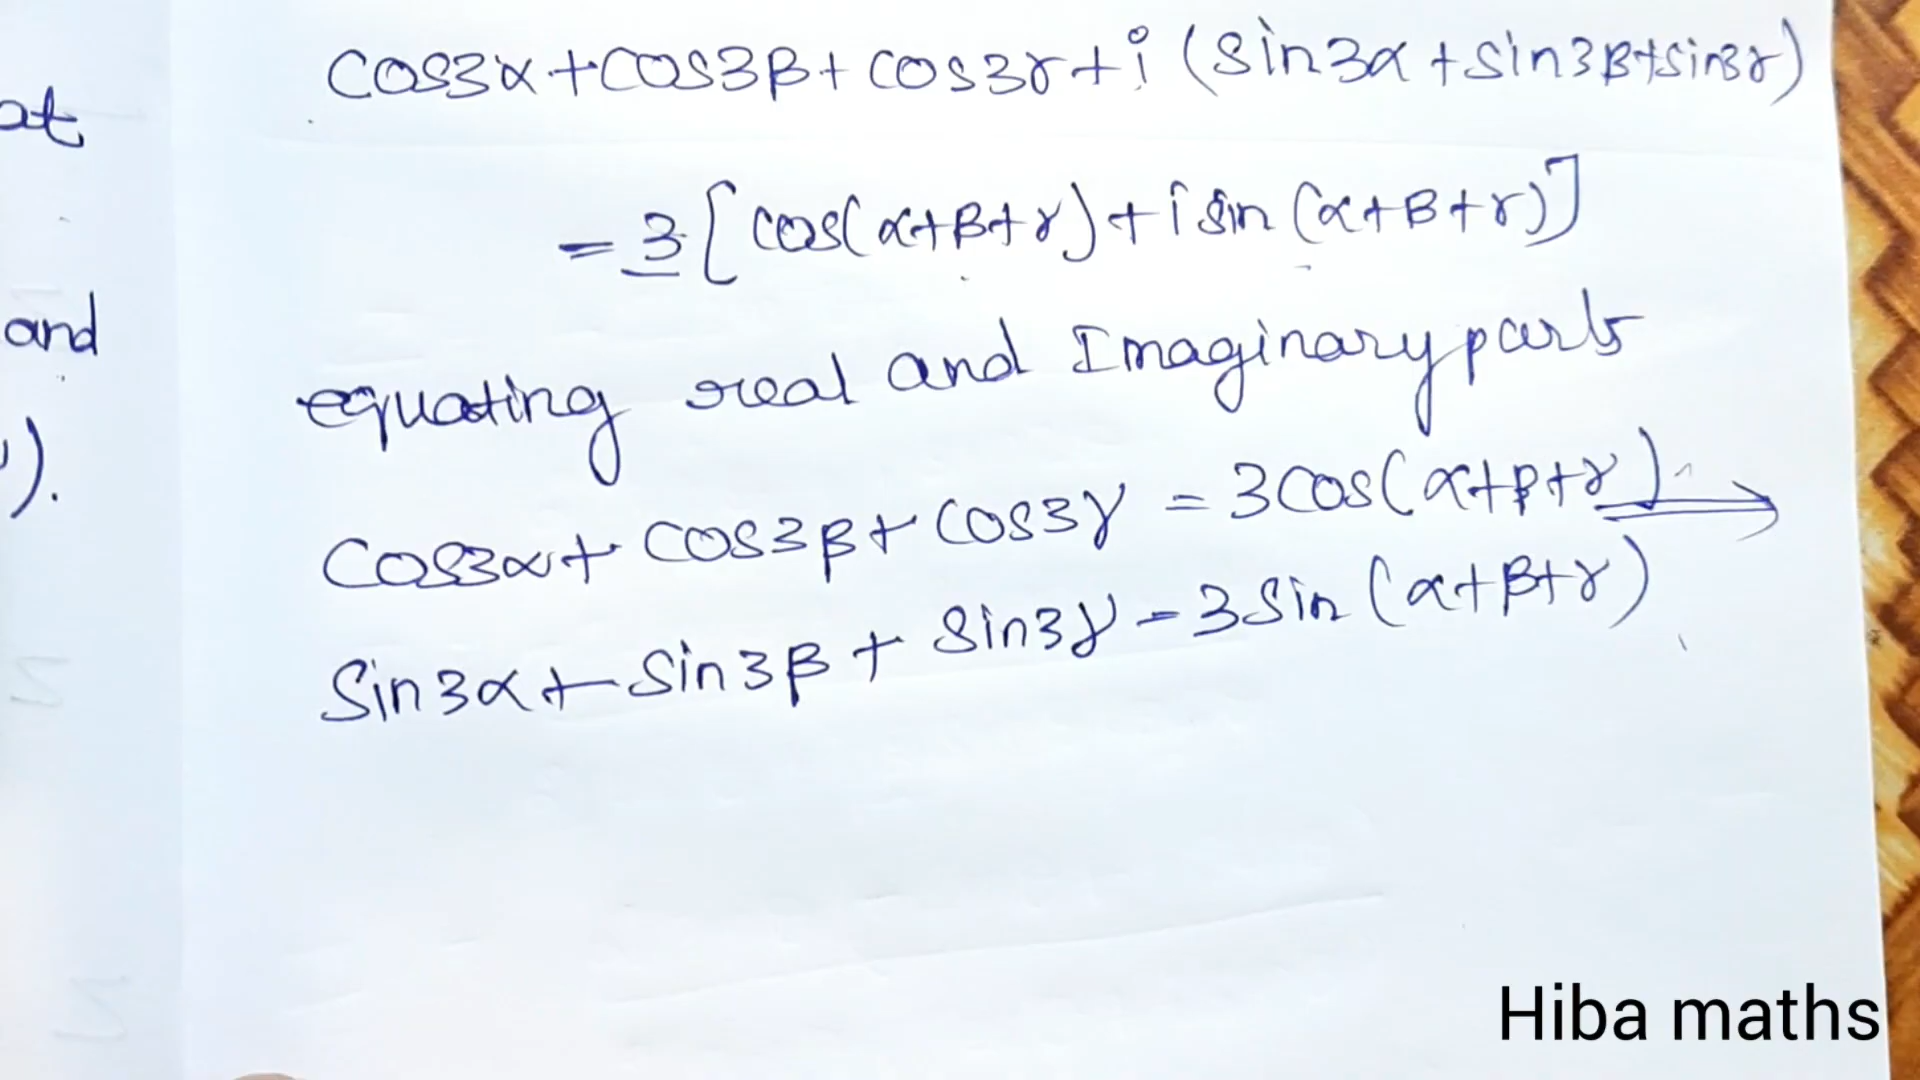 cos3α+cos3β+cos3γ+i (sin3α+sin3β+sin3γ)
at
= 3 [cos(α+β+γ)+i sin (α+β+γ)]
and
equating real and Imaginary parts
).
cos3α+ cos3β+ cos3γ = 3cos(α+β+γ)
sin3α+ sin3β + sin3γ = 3sin (α+β+γ)
Hiba maths